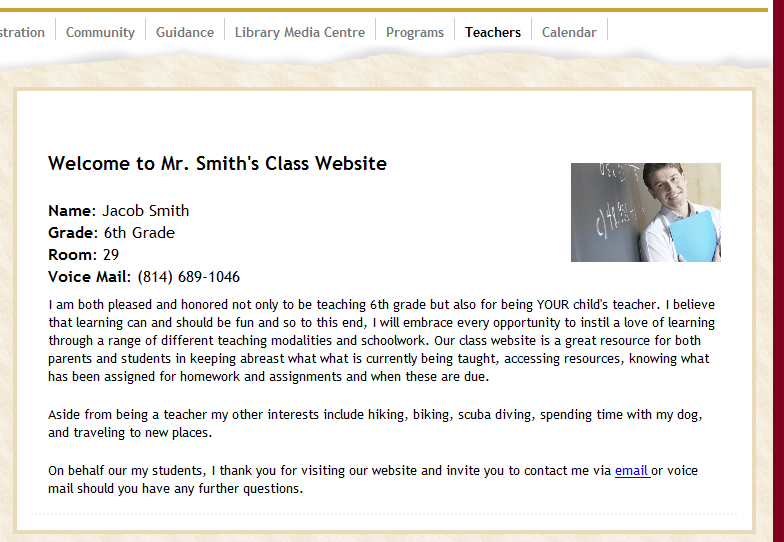 stration Community Guidance Library Media Centre Programs Teachers Calendar
Welcome to Mr. Smith's Class Website
Name: Jacob Smith
Grade: 6th Grade
Room: 29
Voice Mail: (814) 689-1046
I am both pleased and honored not only to be teaching 6th grade but also for being YOUR child's teacher. I believe
that learning can and should be fun and so to this end, I will embrace every opportunity to instil a love of learning
through a range of different teaching modalities and schoolwork. Our class website is a great resource for both
parents and students in keeping abreast what what is currently being taught, accessing resources, knowing what
has been assigned for homework and assignments and when these are due.
Aside from being a teacher my other interests include hiking, biking, scuba diving, spending time with my dog,
and traveling to new places.
On behalf our my students, I thank you for visiting our website and invite you to contact me via email or voice
mail should you have any further questions.